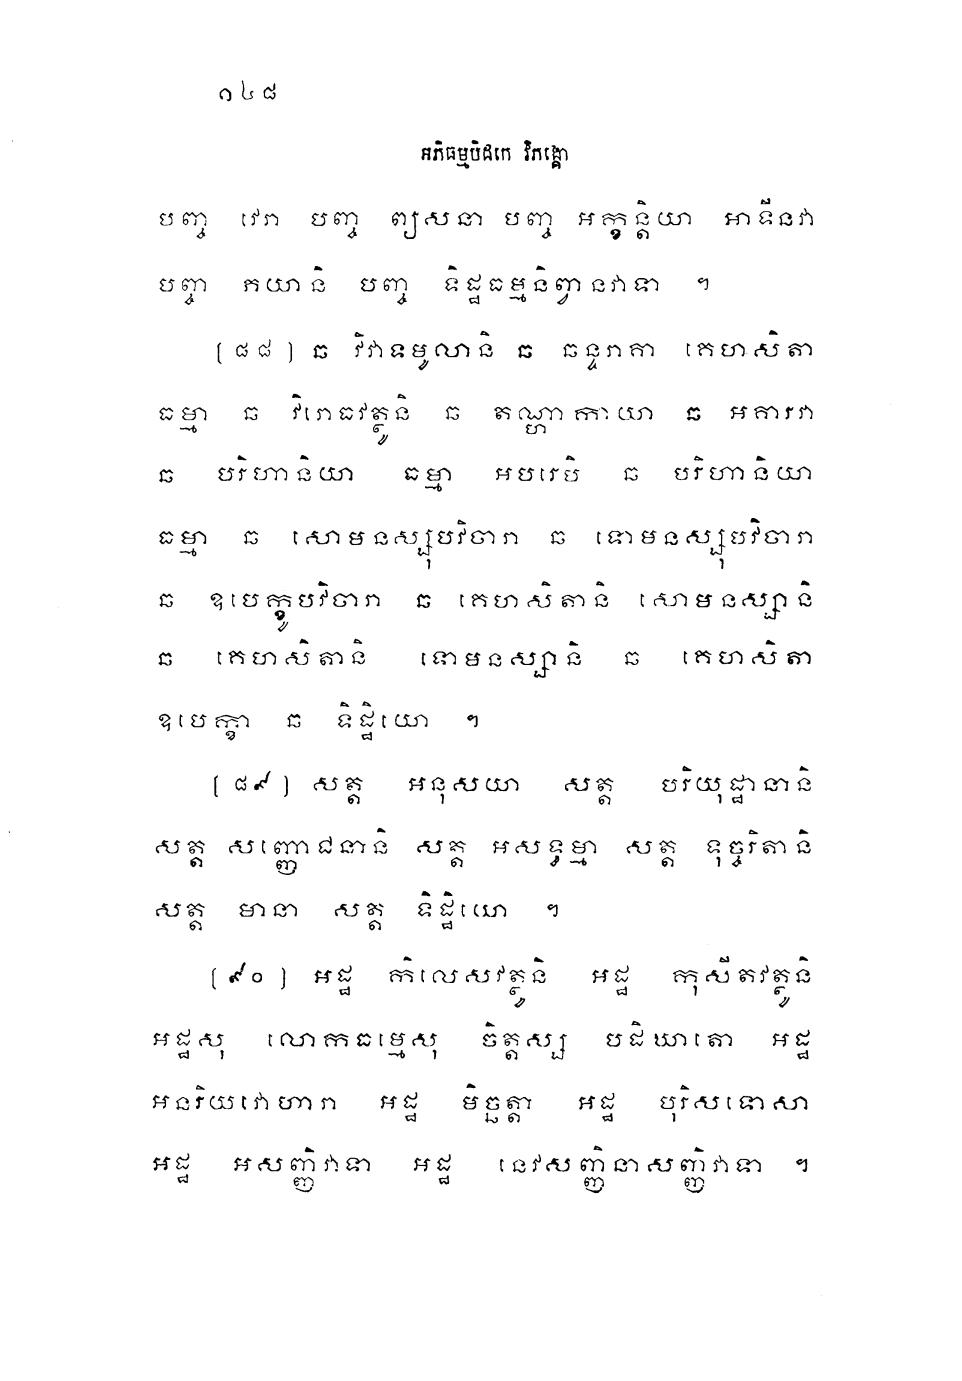 ១៤៨
អភិធម្មបិដកេ វិភង្គោ
បញ្ច វេរា បញ្ច ព្យសនា បញ្ច អក្ខន្តិយា អាទីនវា
បញ្ច ភយានិ បញ្ច ទិដ្ឋធម្មនិព្វានវាទា ។
(៨៨) ឆ វិវាទមូលានិ ឆ ឆន្ទរាគា គេហសិតា
ធម្មា ឆ វិរោធវត្ថូនិ ឆ តណ្ហាកាយា ឆ អគារវា
ឆ បរិហានិយា ធម្មា អបរេបិ ឆ បរិហានិយា
ធម្មា ឆ សោមនស្សុបវិចារា ឆ ទោមនស្សុបវិចារា
ឆ ឧបេក្ខូបវិចារា ឆ គេហសិតានិ សោមនស្សានិ
ឆ គេហសិតានិ ទោមនស្សានិ ឆ គេហសិតា
ឧបេក្ខា ឆ ទិដ្ឋិយោ ។
(៨៩) សត្ត អនុសយា សត្ត បរិយុដ្ឋានានិ
សត្ត សញ្ញោជនានិ សត្ត អសទ្ធម្មា សត្ត ទុច្ចរិតានិ
សត្ត មានា សត្ត ទិដ្ឋិយោ ។
(៩០) អដ្ឋ កិលេសវត្ថូនិ អដ្ឋ កុសីតវត្ថូនិ
អដ្ឋសុ លោកធម្មេសុ ចិត្តស្ស បដិឃាតោ អដ្ឋ
អនរិយវោហារា អដ្ឋ មិច្ឆត្តា អដ្ឋ បុរិសទោសា
អដ្ឋ អសញ្ញិវាទា អដ្ឋ នេវសញ្ញិនាសញ្ញិវាទា ។